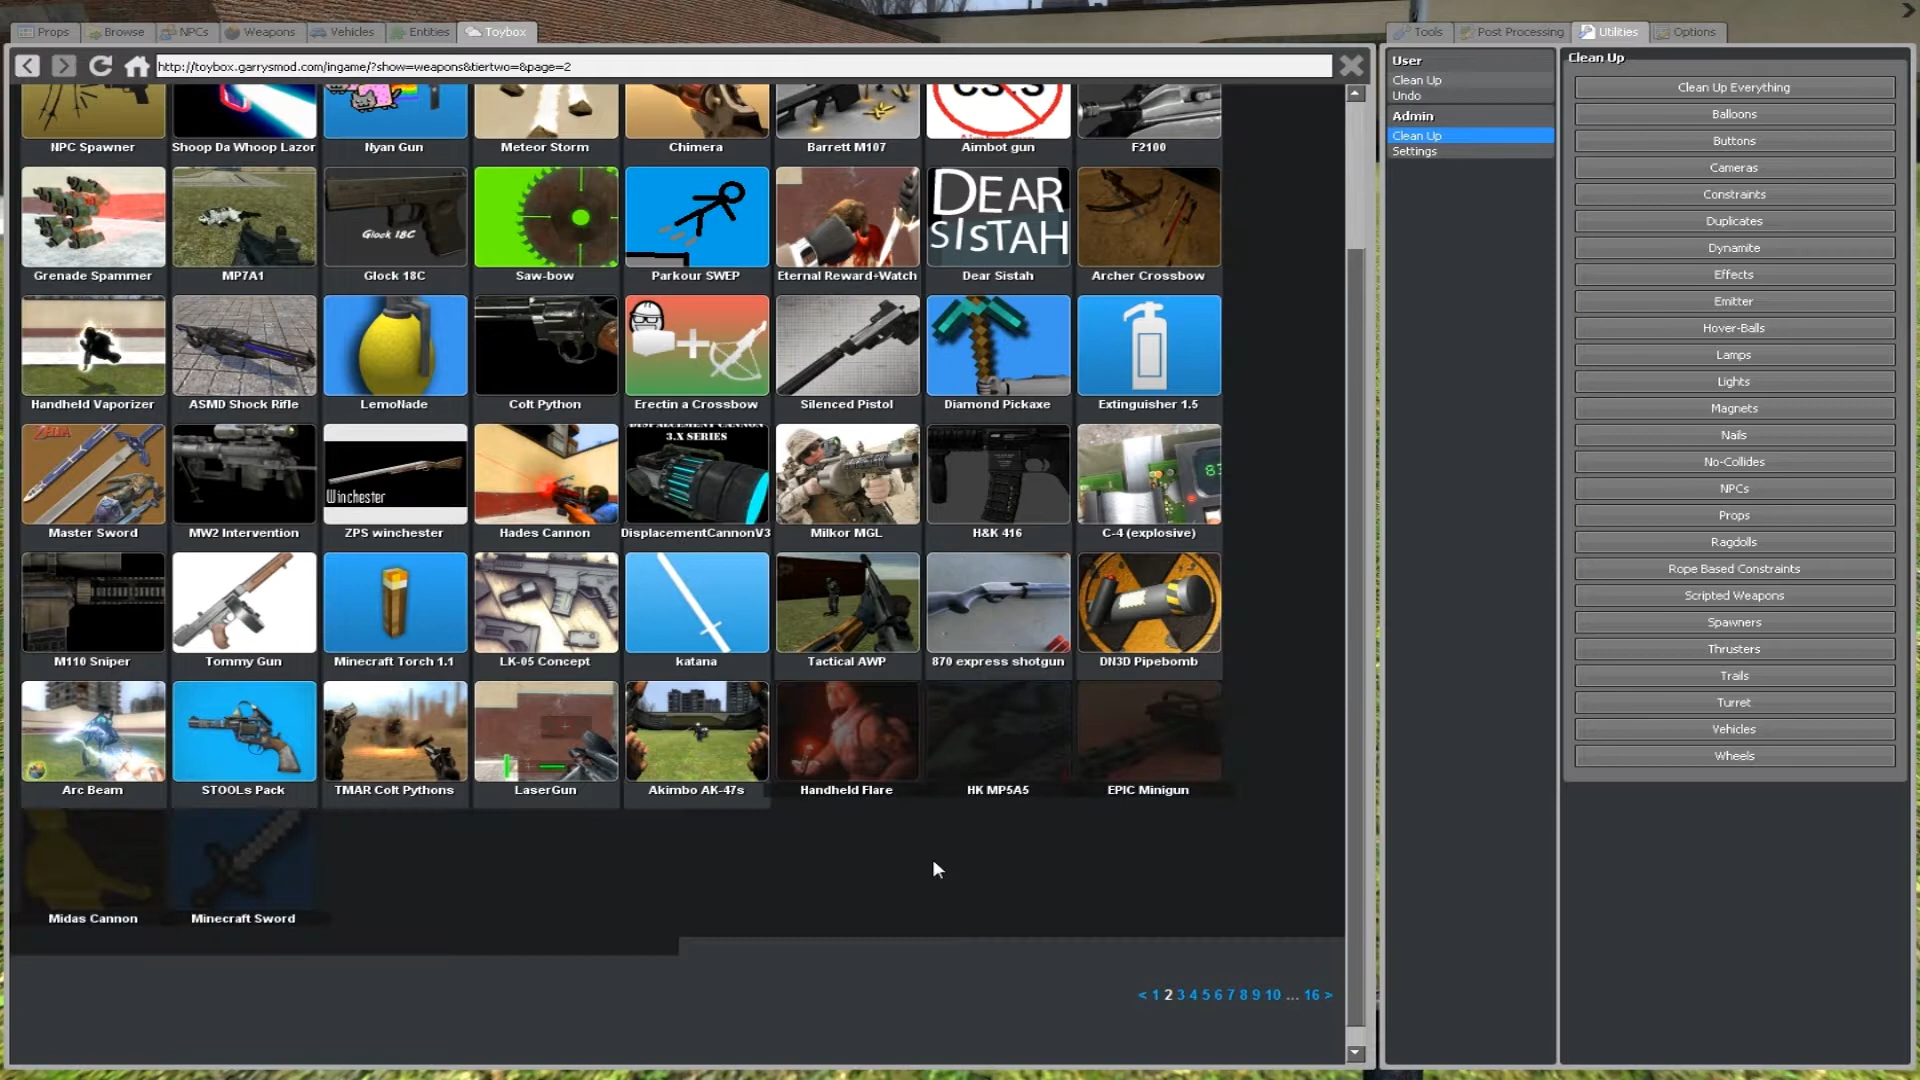 Props Browse NPCs Weapons Vehicles Entities Toybox
Tools Post Processing Utilities Options
http://toybox.garrysmod.com/ingame/?show=weapons&tiertwo=&page=2
NPC Spawner Shoop Da Whoop Lazor Nyan Gun Meteor Storm Chimera Barrett M107 Aimbot gun F2100
Glock 18C
DEAR
SISTAH
Grenade Spammer MP7A1 Glock 18C Saw-bow Parkour SWEP Eternal Reward+Watch Dear Sistah Archer Crossbow
Handheld Vaporizer ASMD Shock Rifle LemoNade Colt Python Erectin a Crossbow Silenced Pistol Diamond Pickaxe Extinguisher 1.5
ZELDA
DISPLACEMENT CANNON
3.X SERIES
Winchester
Master Sword MW2 Intervention ZPS winchester Hades Cannon DisplacementCannonV3 Milkor MGL H&K 416 C-4 (explosive)
M110 Sniper Tommy Gun Minecraft Torch 1.1 LK-05 Concept katana Tactical AWP 870 express shotgun DN3D Pipebomb
Arc Beam STOOLs Pack TMAR Colt Pythons LaserGun Akimbo AK-47s Handheld Flare HK MP5A5 EPIC Minigun
Midas Cannon Minecraft Sword
< 1 2 3 4 5 6 7 8 9 10 ... 16 >
User
Clean Up
Undo
Admin
Clean Up
Settings
Clean Up
Clean Up Everything
Balloons
Buttons
Cameras
Constraints
Duplicates
Dynamite
Effects
Emitter
Hover-Balls
Lamps
Lights
Magnets
Nails
No-Collides
NPCs
Props
Ragdolls
Rope Based Constraints
Scripted Weapons
Spawners
Thrusters
Trails
Turret
Vehicles
Wheels